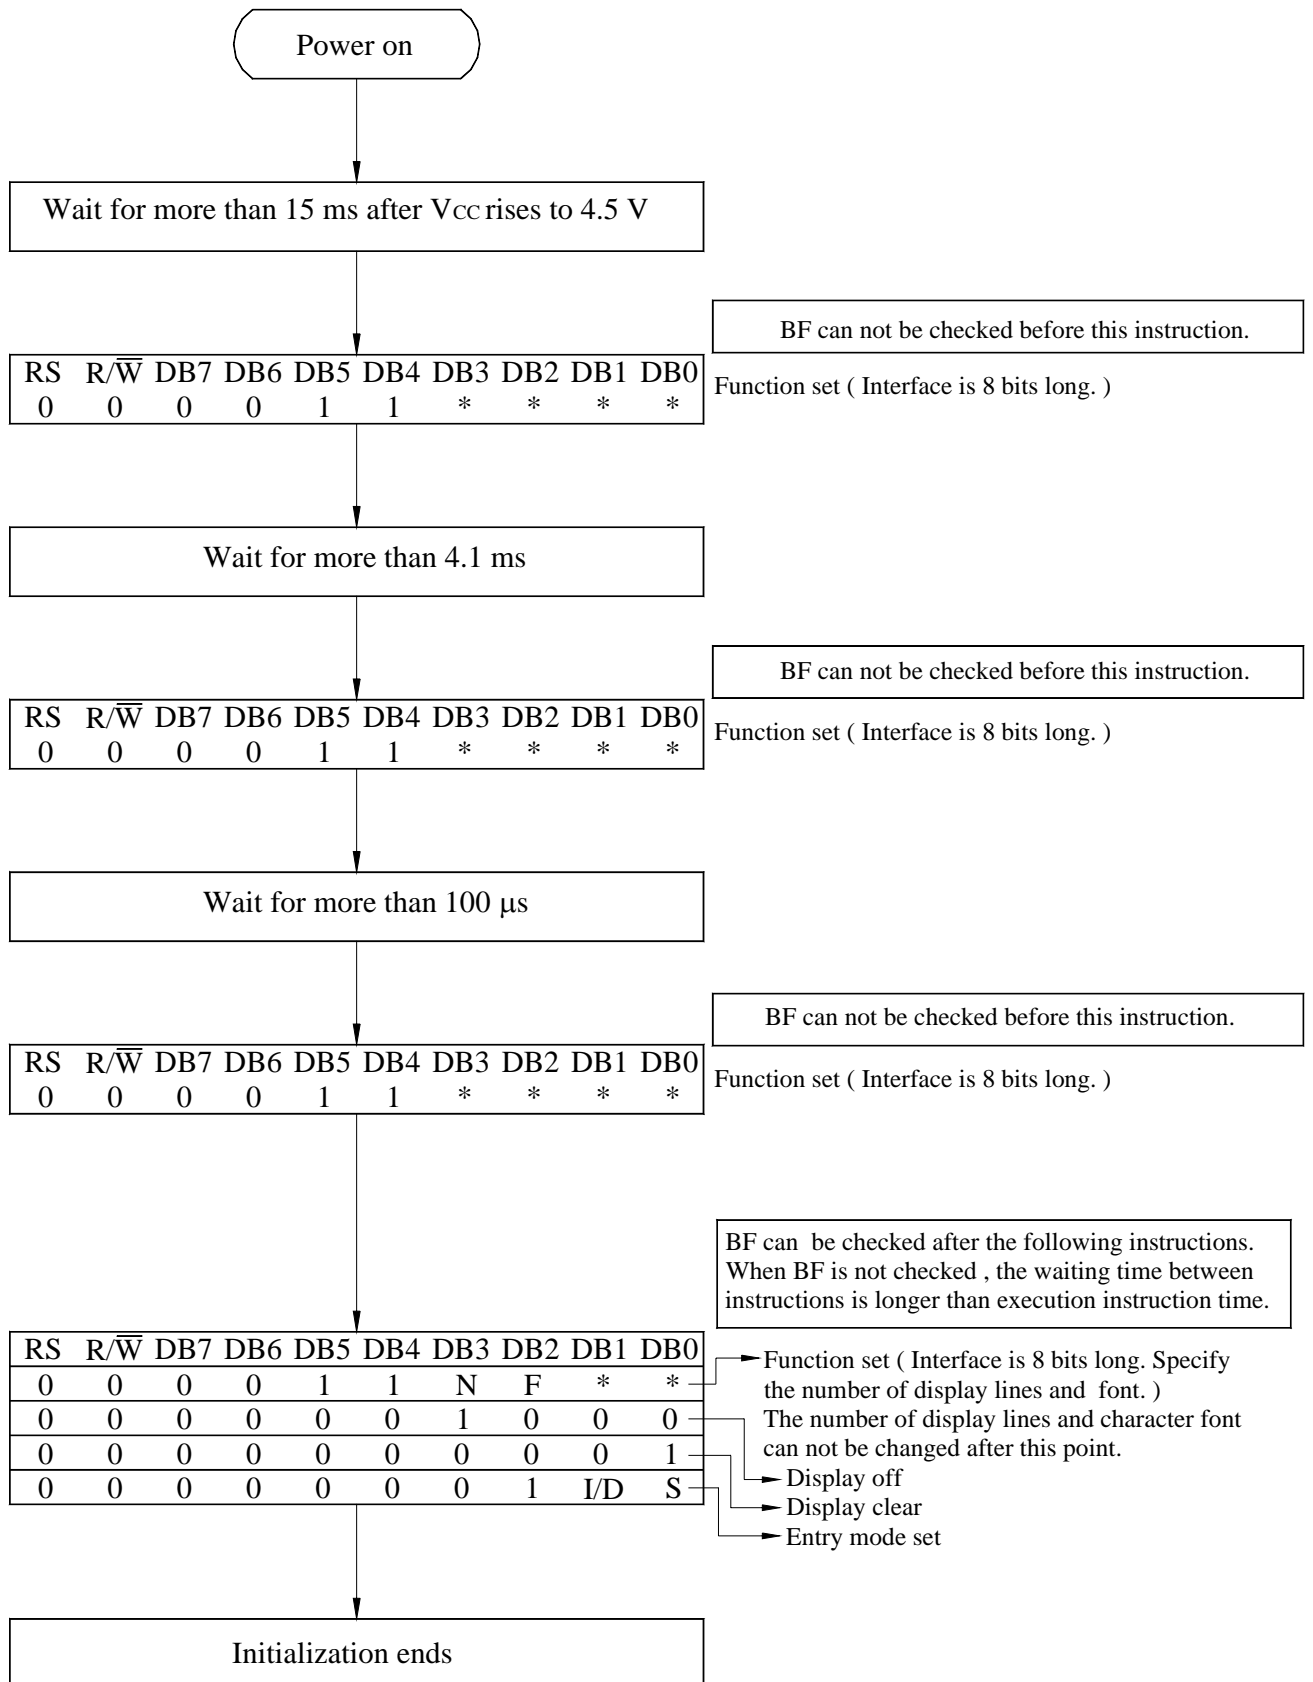 Power on
Wait for more than 15 ms after VCC rises to 4.5 V
BF can not be checked before this instruction.
RS R/W̅ DB7 DB6 DB5 DB4 DB3 DB2 DB1 DB0
0 0 0 0 1 1 * * * *
Function set ( Interface is 8 bits long. )
Wait for more than 4.1 ms
BF can not be checked before this instruction.
RS R/W̅ DB7 DB6 DB5 DB4 DB3 DB2 DB1 DB0
0 0 0 0 1 1 * * * *
Function set ( Interface is 8 bits long. )
Wait for more than 100 μs
BF can not be checked before this instruction.
RS R/W̅ DB7 DB6 DB5 DB4 DB3 DB2 DB1 DB0
0 0 0 0 1 1 * * * *
Function set ( Interface is 8 bits long. )
BF can be checked after the following instructions.
When BF is not checked , the waiting time between
instructions is longer than execution instruction time.
RS R/W̅ DB7 DB6 DB5 DB4 DB3 DB2 DB1 DB0
0 0 0 0 1 1 N F * *
0 0 0 0 0 0 1 0 0 0
0 0 0 0 0 0 0 0 0 1
0 0 0 0 0 0 0 1 I/D S
Function set ( Interface is 8 bits long. Specify
the number of display lines and font. )
The number of display lines and character font
can not be changed after this point.
Display off
Display clear
Entry mode set
Initialization ends